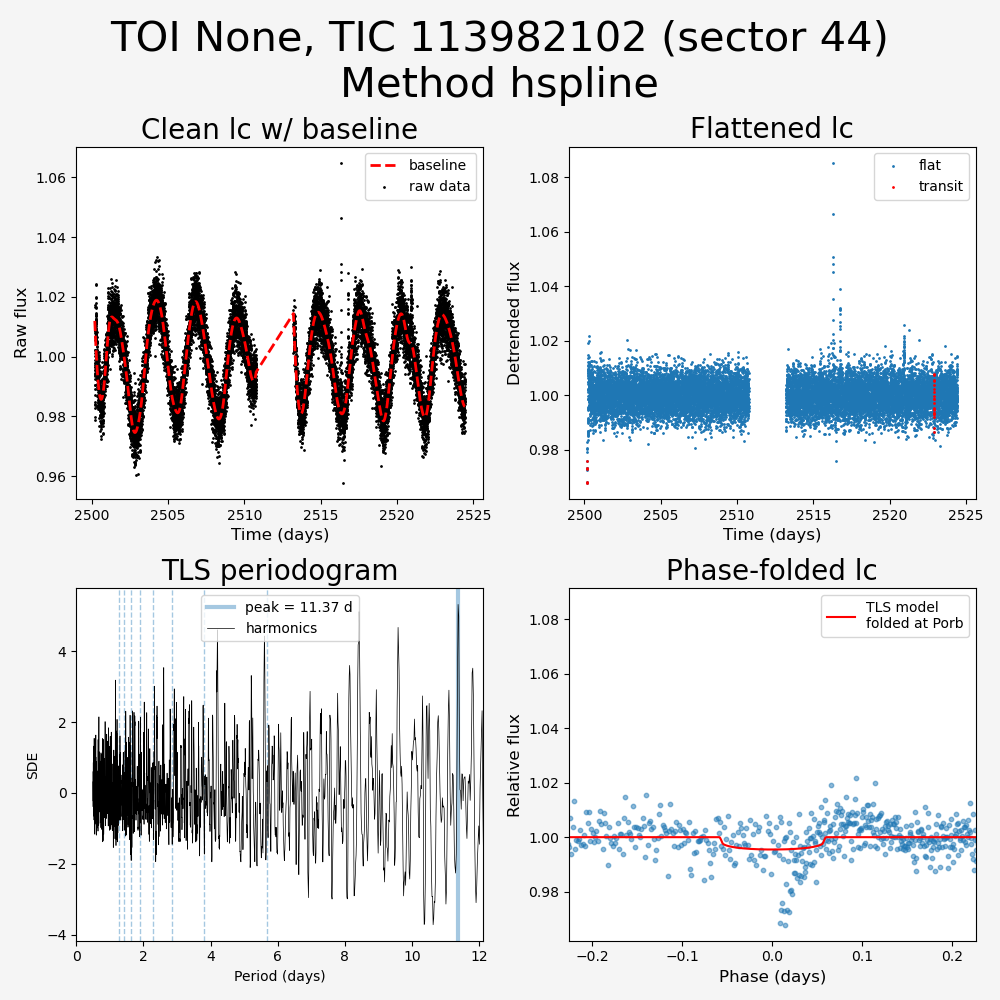 TOI None, TIC 113982102 (sector 44)
Method hspline
Clean lc w/ baseline
baseline
raw data
1.06
1.04
1.02
1.00
0.98
0.96
Raw flux
2500
2505
2510
2515
2520
2525
Time (days)
Flattened lc
flat
transit
1.08
1.06
1.04
1.02
1.00
0.98
Detrended flux
2500
2505
2510
2515
2520
2525
Time (days)
TLS periodogram
peak = 11.37 d
harmonics
4
2
0
−2
−4
SDE
0
2
4
6
8
10
12
Period (days)
Phase-folded lc
TLS model
folded at Porb
1.08
1.06
1.04
1.02
1.00
0.98
Relative flux
−0.2
−0.1
0.0
0.1
0.2
Phase (days)